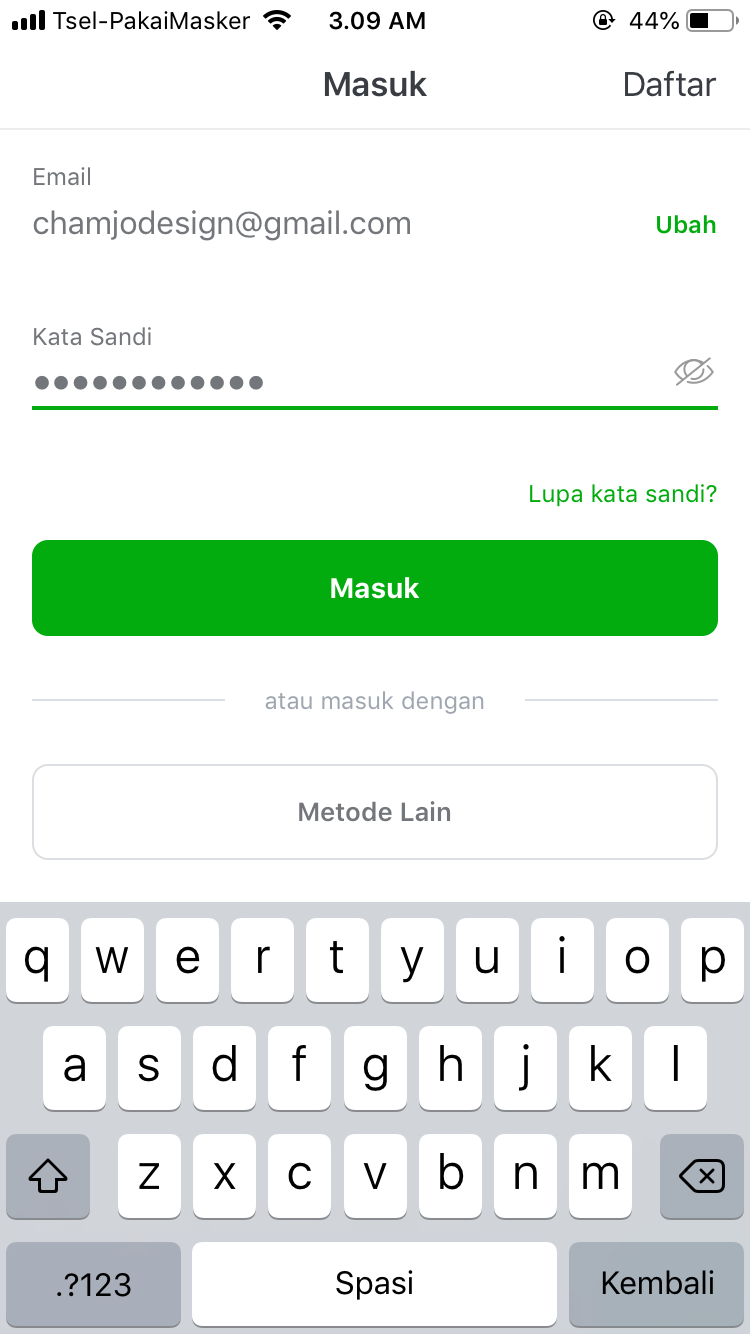 Tsel-PakaiMasker 3.09 AM 44%
Masuk Daftar
Email
chamjodesign@gmail.com Ubah
Kata Sandi
●●●●●●●●●●●●
Lupa kata sandi?
Masuk
atau masuk dengan
Metode Lain
q w e r t y u i o p
a s d f g h j k l
z x c v b n m
.?123 Spasi Kembali